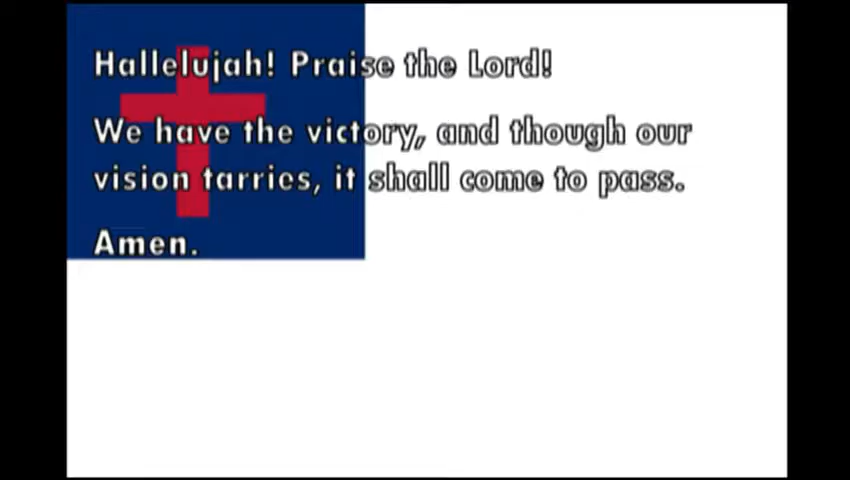 Hallelujah! Praise the Lord!
We have the victory, and though our
vision tarries, it shall come to pass.
Amen.